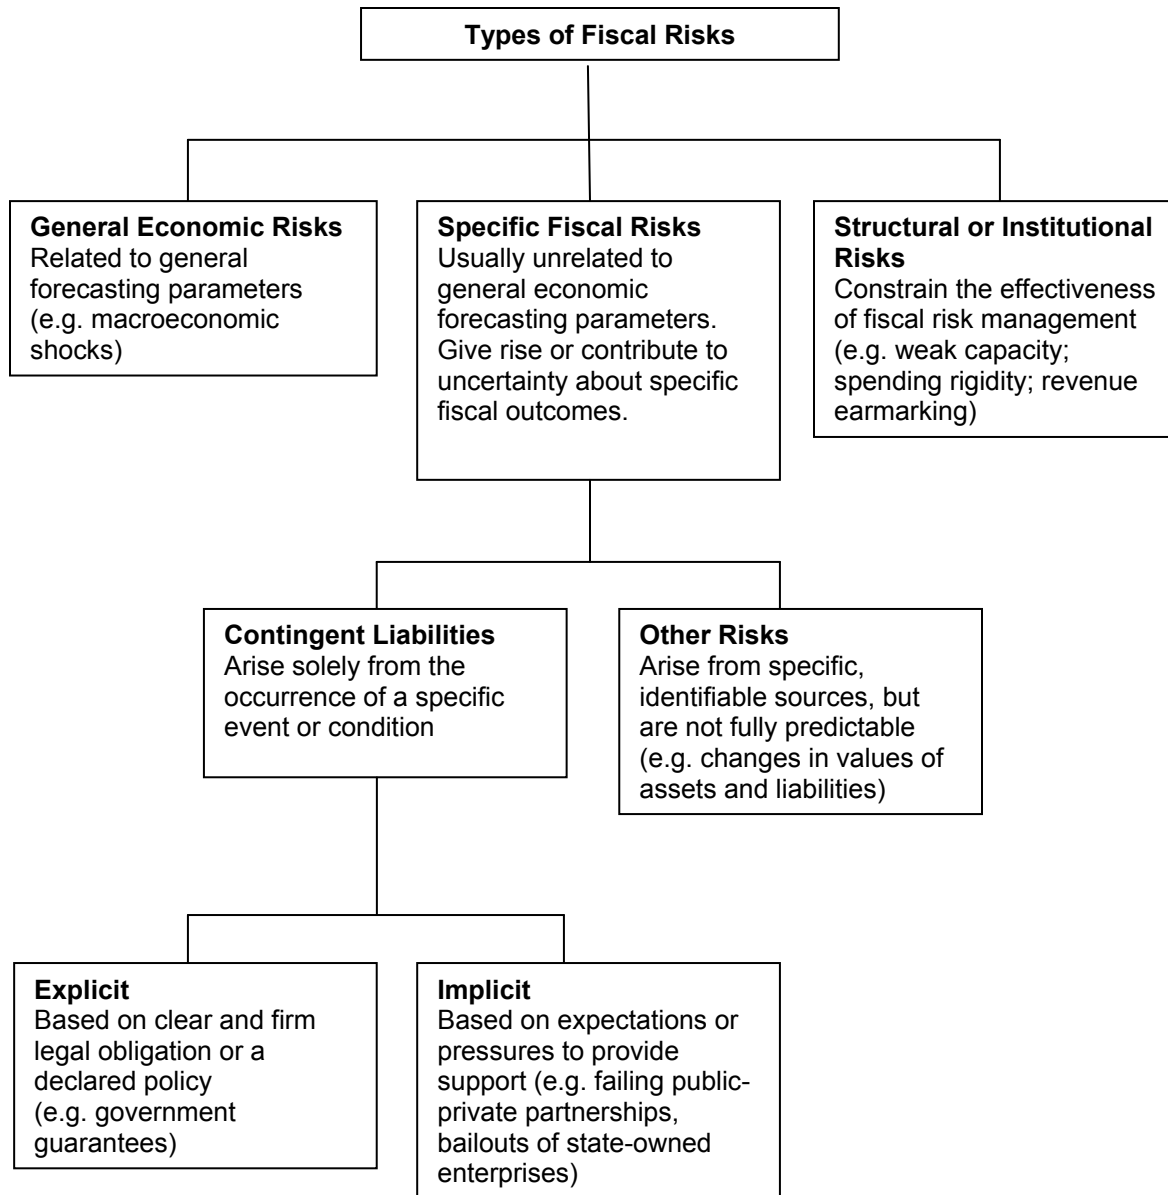 Types of Fiscal Risks
General Economic Risks
Related to general
forecasting parameters
(e.g. macroeconomic
shocks)
Specific Fiscal Risks
Usually unrelated to
general economic
forecasting parameters.
Give rise or contribute to
uncertainty about specific
fiscal outcomes.
Structural or Institutional
Risks
Constrain the effectiveness
of fiscal risk management
(e.g. weak capacity;
spending rigidity; revenue
earmarking)
Contingent Liabilities
Arise solely from the
occurrence of a specific
event or condition
Other Risks
Arise from specific,
identifiable sources, but
are not fully predictable
(e.g. changes in values of
assets and liabilities)
Explicit
Based on clear and firm
legal obligation or a
declared policy
(e.g. government
guarantees)
Implicit
Based on expectations or
pressures to provide
support (e.g. failing public-
private partnerships,
bailouts of state-owned
enterprises)